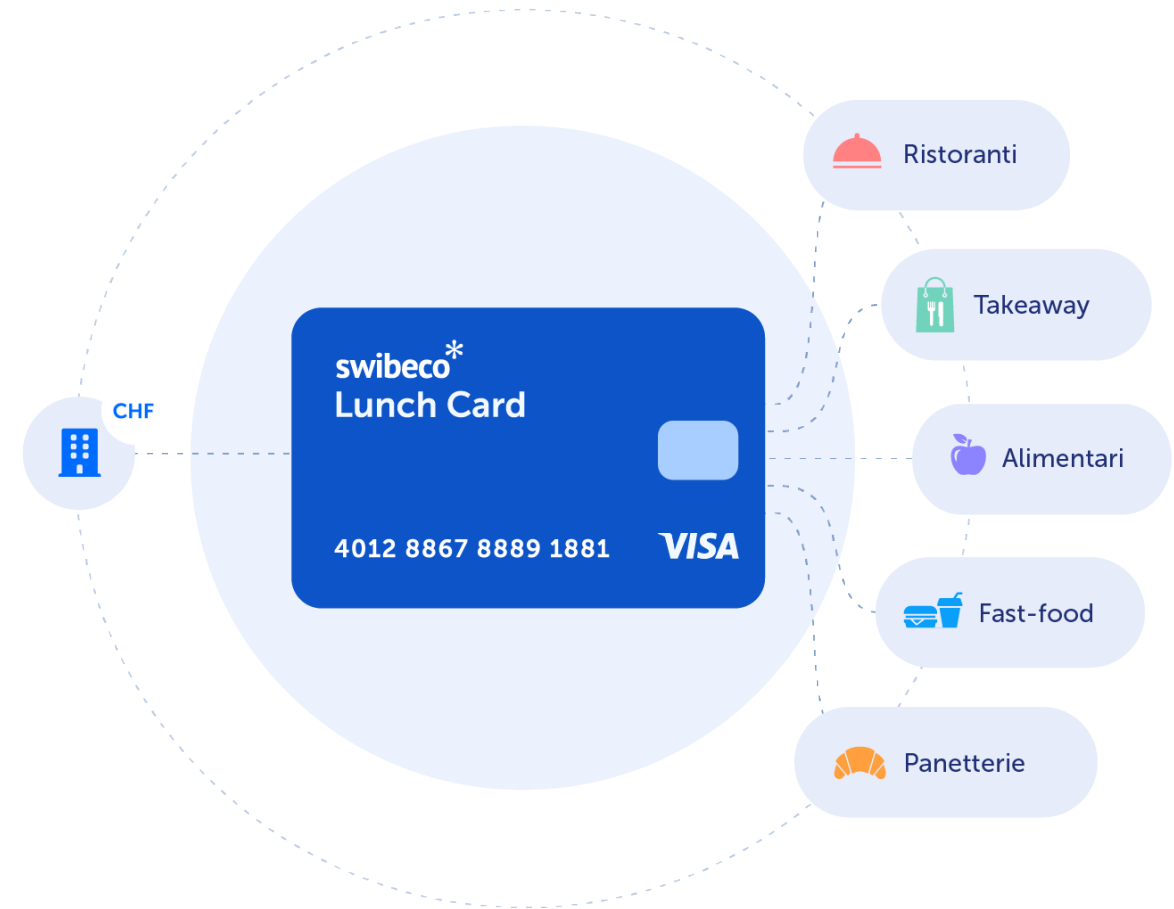 CHF
swibeco*
Lunch Card
4012 8867 8889 1881
VISA
Ristoranti
Takeaway
Alimentari
Fast-food
Panetterie